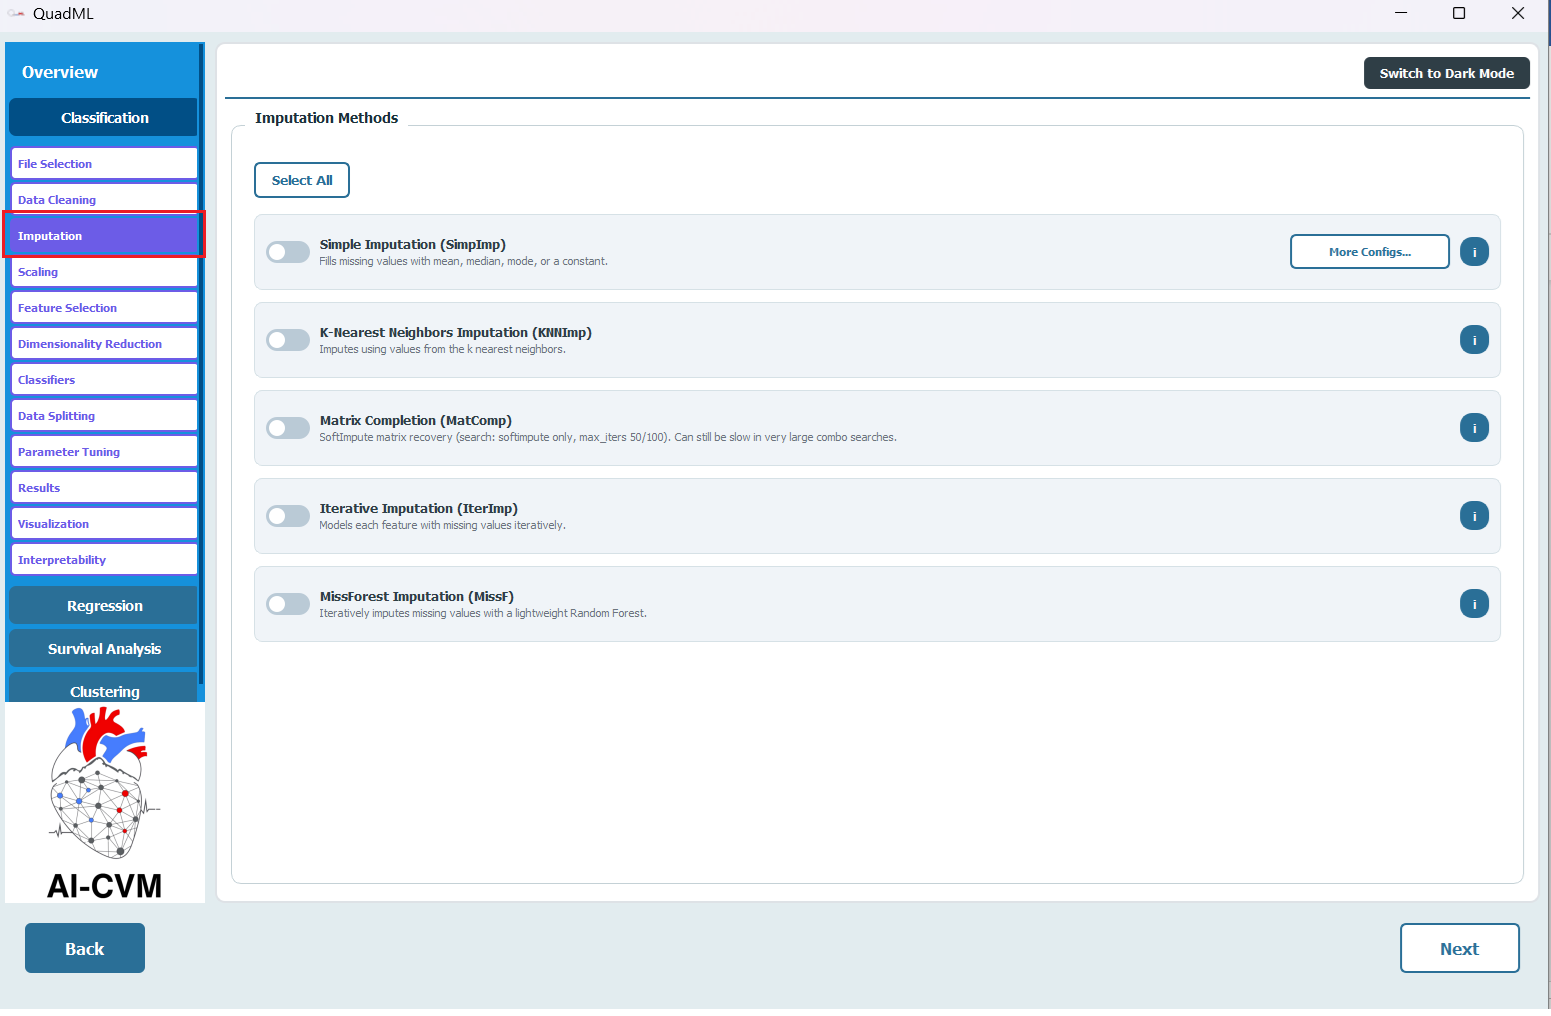 QuadML
Overview
Classification
File Selection
Data Cleaning
Imputation
Scaling
Feature Selection
Dimensionality Reduction
Classifiers
Data Splitting
Parameter Tuning
Results
Visualization
Interpretability
Regression
Survival Analysis
Clustering
AI-CVM
Back
Switch to Dark Mode
Imputation Methods
Select All
Simple Imputation (SimpImp)
Fills missing values with mean, median, mode, or a constant.
More Configs...
i
K-Nearest Neighbors Imputation (KNNImp)
Imputes using values from the k nearest neighbors.
i
Matrix Completion (MatComp)
SoftImpute matrix recovery (search: softimpute only, max_iters 50/100). Can still be slow in very large combo searches.
i
Iterative Imputation (IterImp)
Models each feature with missing values iteratively.
i
MissForest Imputation (MissF)
Iteratively imputes missing values with a lightweight Random Forest.
i
Next